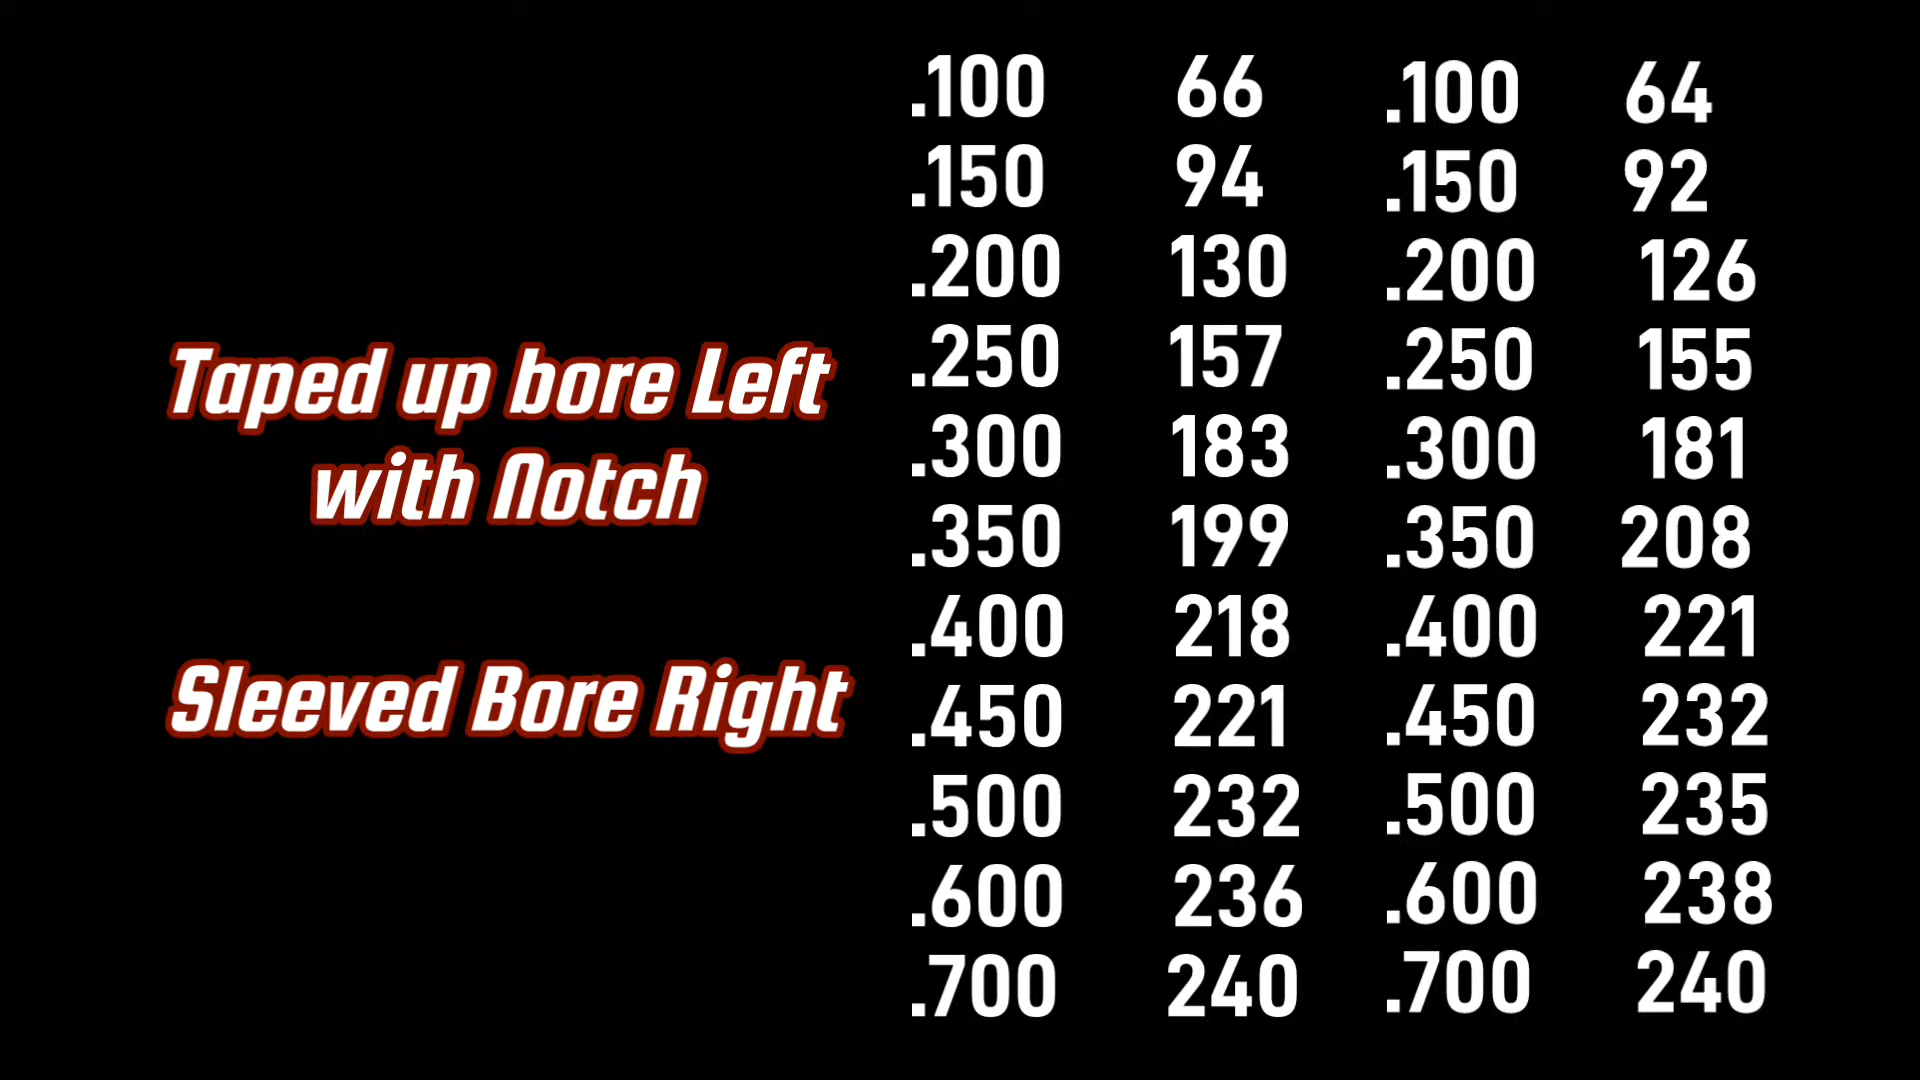 Taped up bore Left
with Notch
Sleeved Bore Right
.100 66 .100 64
.150 94 .150 92
.200 130 .200 126
.250 157 .250 155
.300 183 .300 181
.350 199 .350 208
.400 218 .400 221
.450 221 .450 232
.500 232 .500 235
.600 236 .600 238
.700 240 .700 240